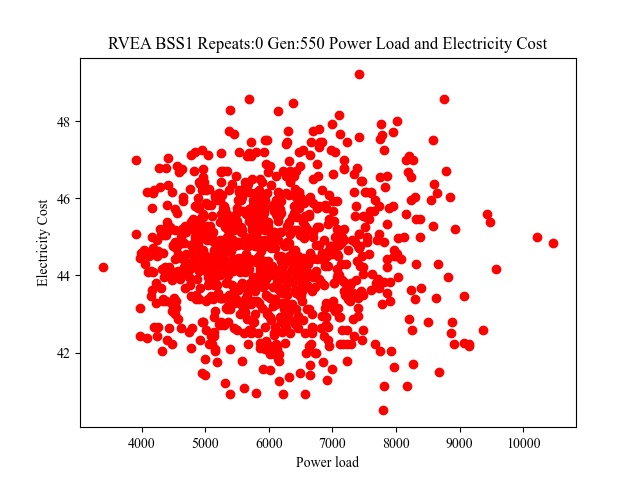 RVEA BSS1 Repeats:0 Gen:550 Power Load and Electricity Cost
48
46
44
42
Electricity Cost
4000 5000 6000 7000 8000 9000 10000
Power load